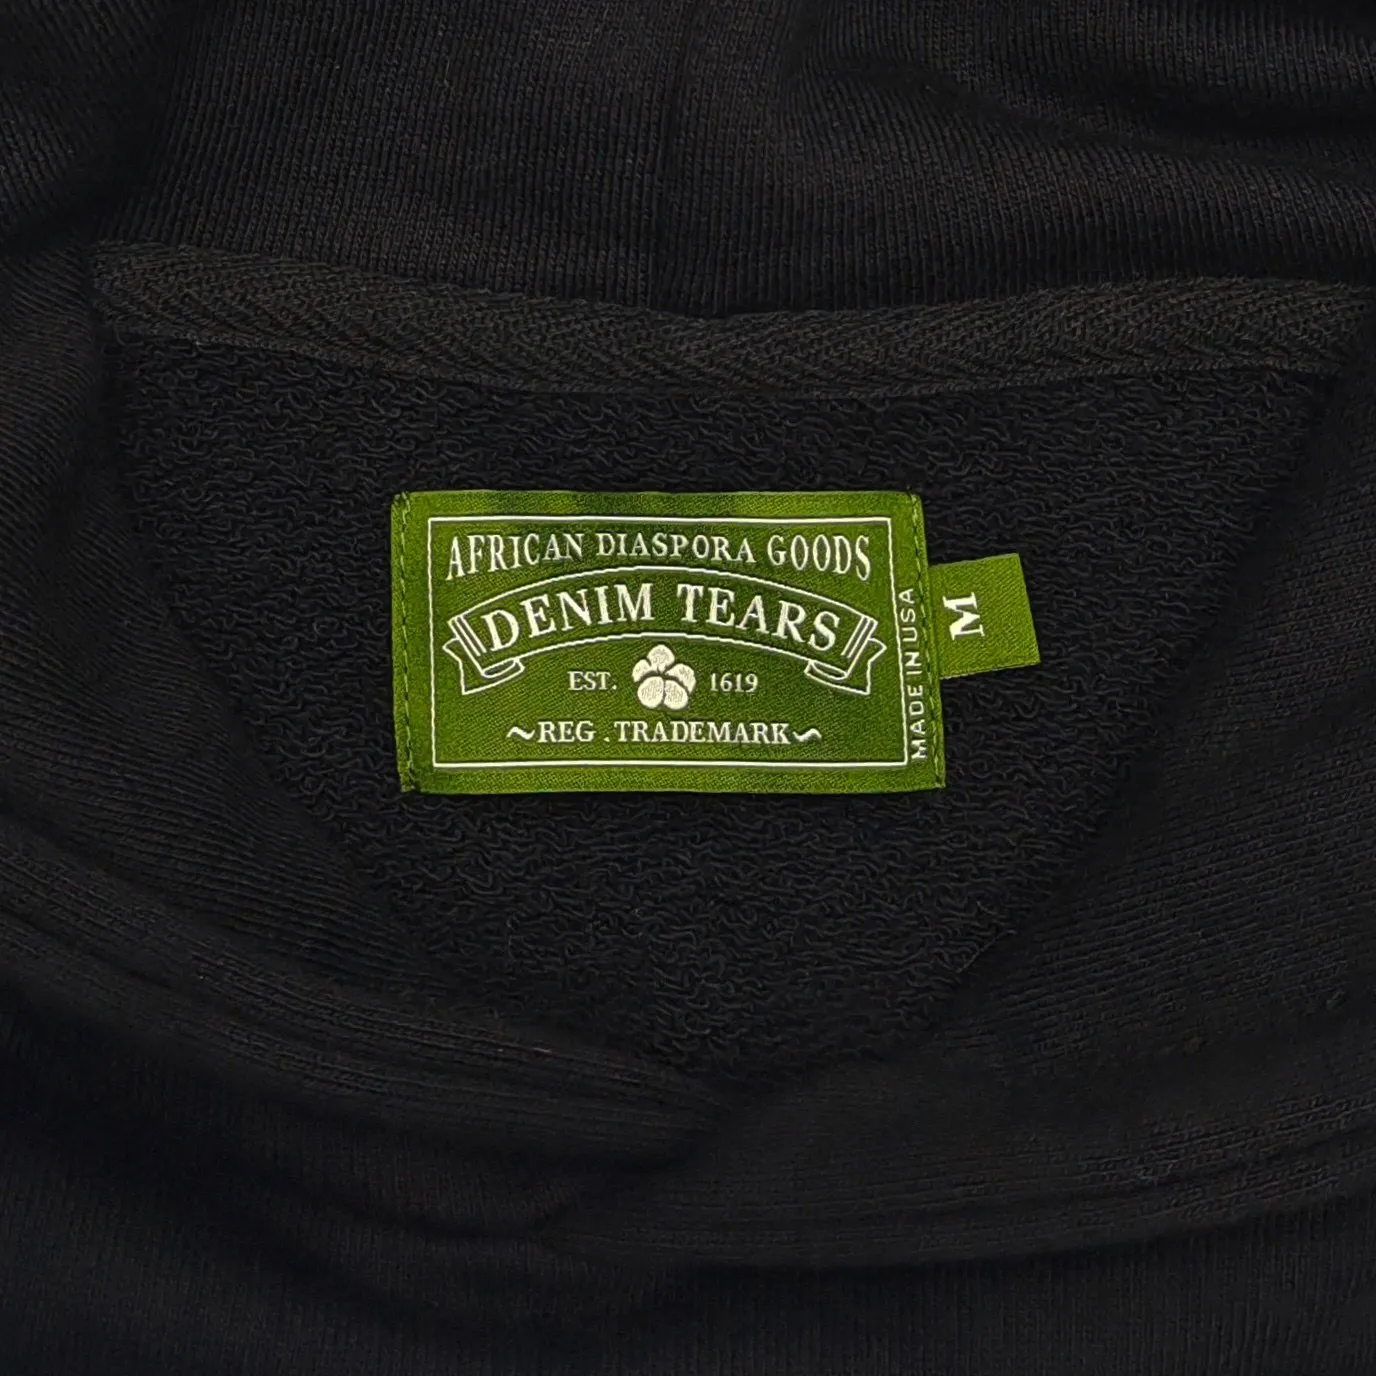 AFRICAN DIASPORA GOODS
DENIM TEARS
EST. 1619
~REG . TRADEMARK~
MADE IN USA
M